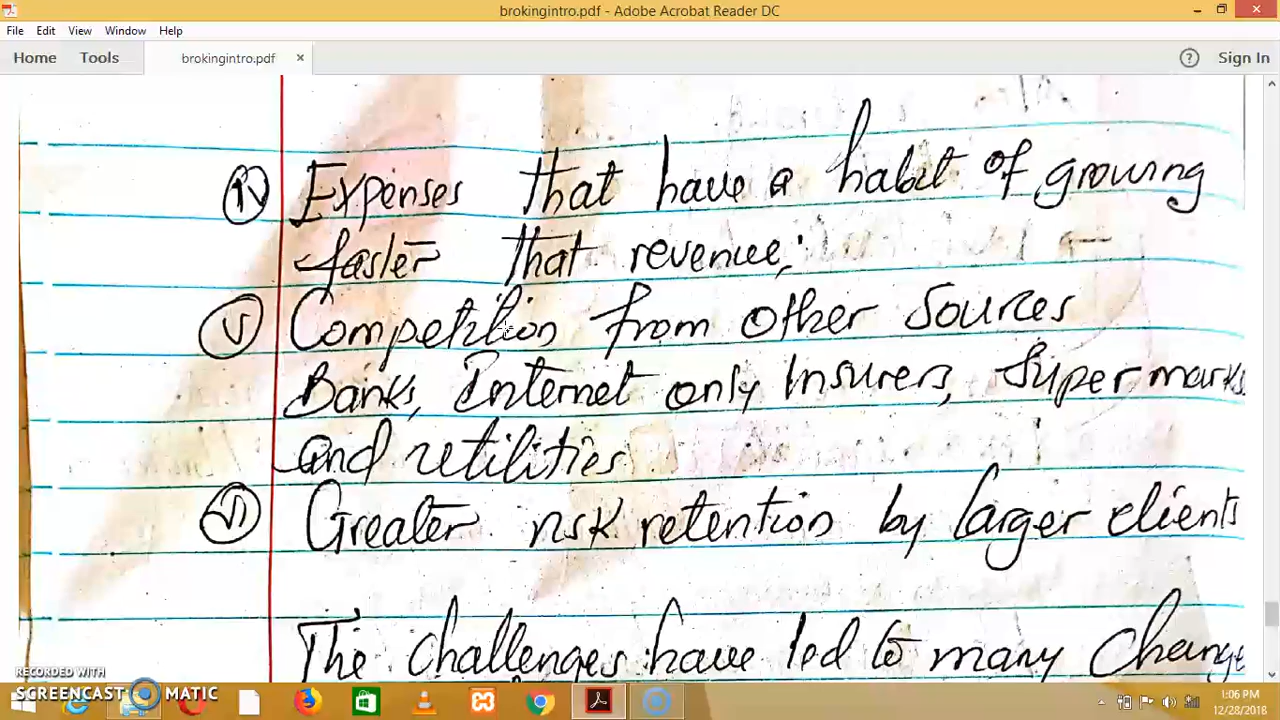 brokingintro.pdf - Adobe Acrobat Reader DC
File Edit View Window Help
Home Tools brokingintro.pdf × ? Sign In
iv Expenses that have a habit of growing
faster that revenue;
v Competition from other Sources
Banks, Internet only Insurers, Supermarks
and retilities
vi Greater risk retention by larger clients
The challenges have led to many Change
RECORDED WITH
SCREENCAST MATIC
1:06 PM
12/28/2018